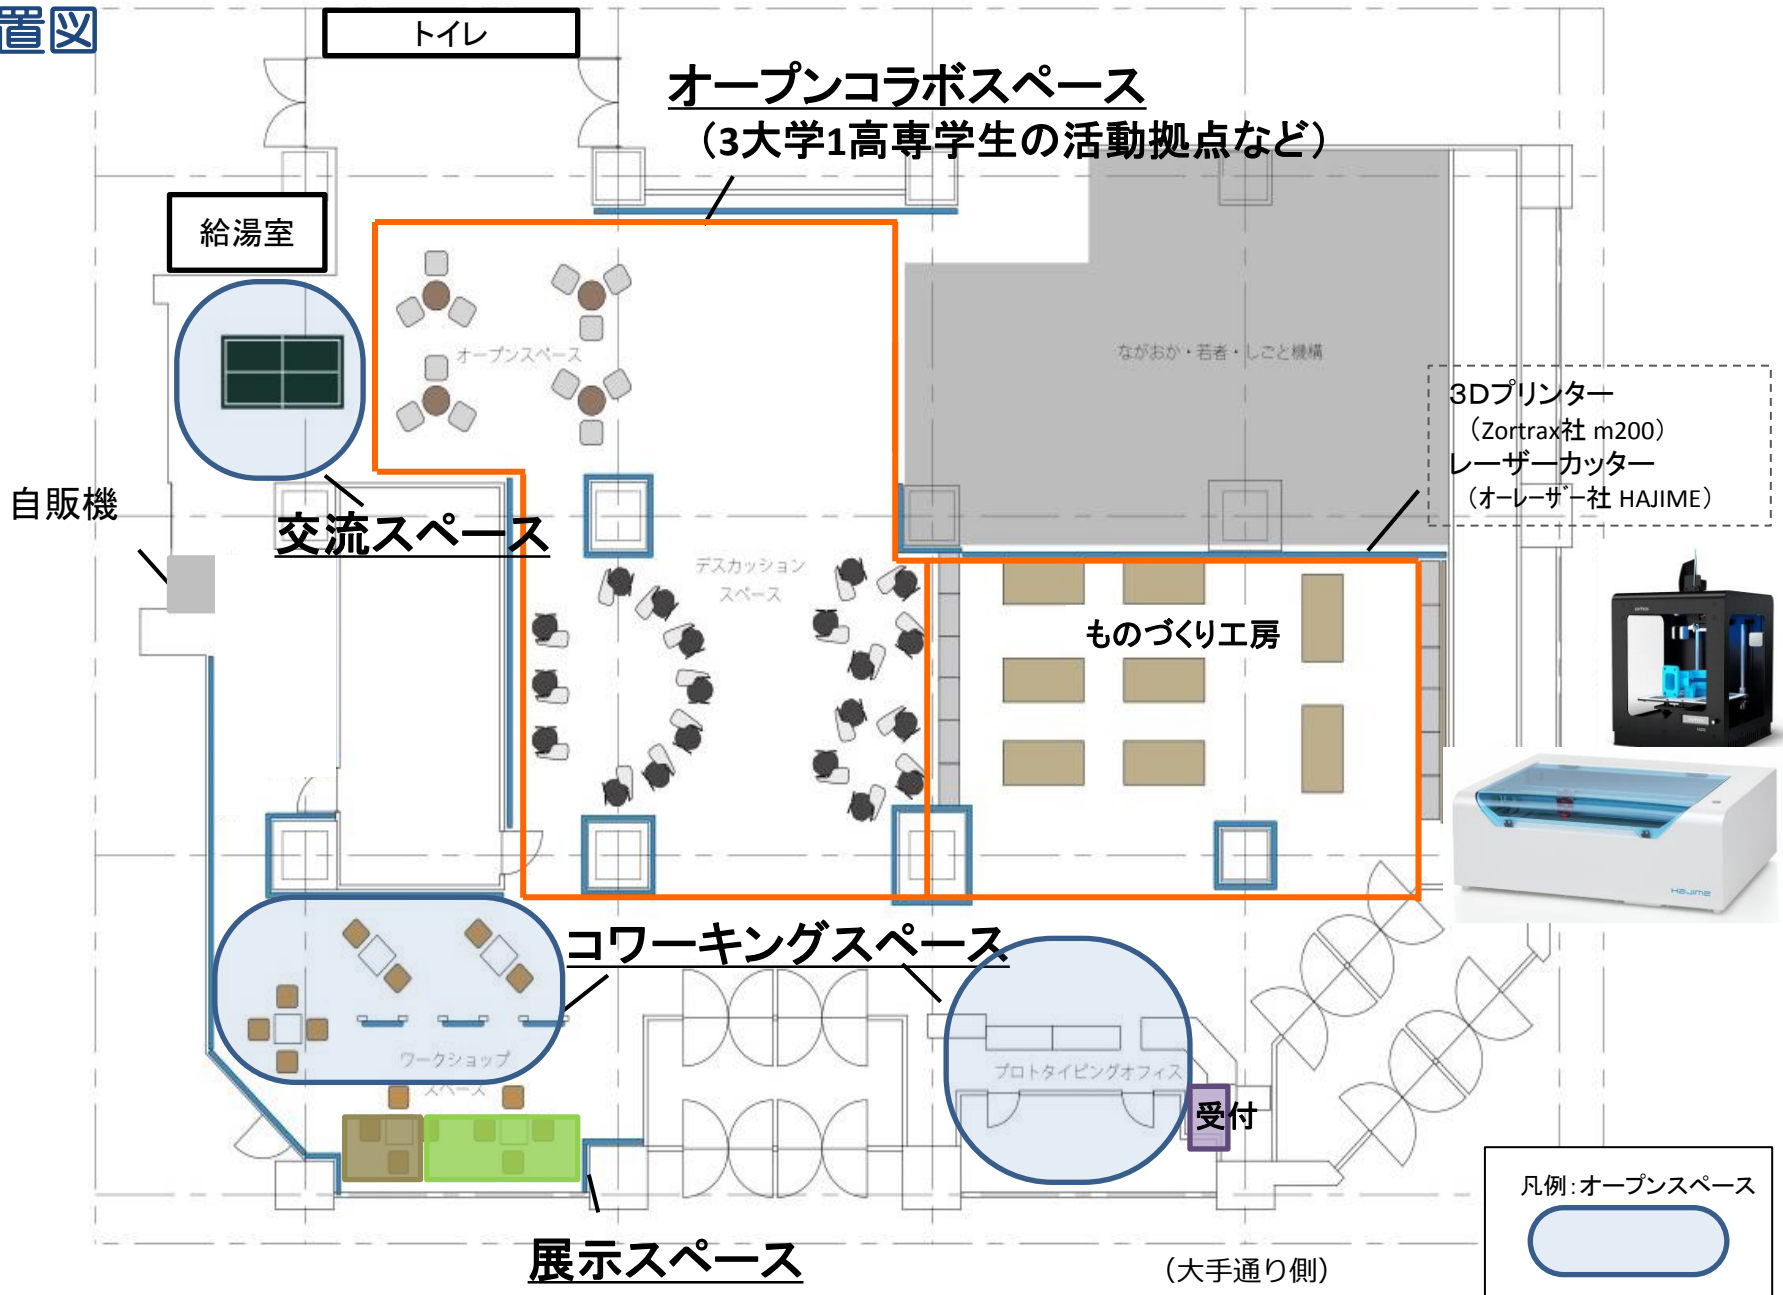 置図
トイレ
オープンコラボスペース
（3大学1高専学生の活動拠点など）
給湯室
オープンスペース
ながおか・若者・しごと機構
3Dプリンター
（Zortrax社 m200）
レーザーカッター
（オーレーザー社 HAJIME）
自販機
交流スペース
デスカッション
スペース
ものづくり工房
HAJIME
コワーキングスペース
ワークショップ
スペース
プロトタイピングオフィス
受付
展示スペース
（大手通り側）
凡例：オープンスペース